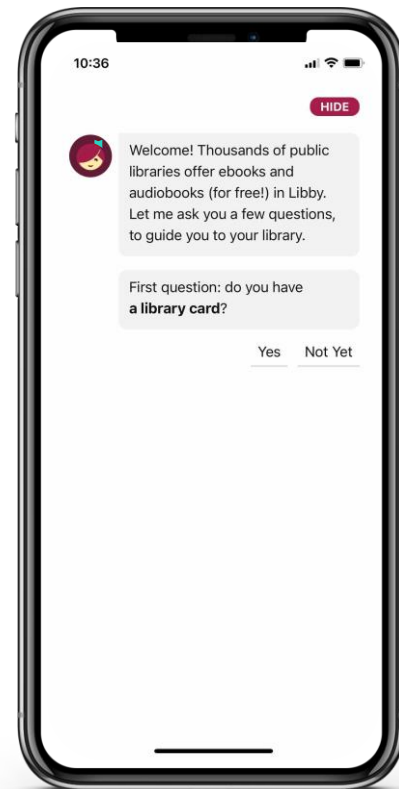 10:36
HIDE
Welcome! Thousands of public
libraries offer ebooks and
audiobooks (for free!) in Libby.
Let me ask you a few questions,
to guide you to your library.
First question: do you have
a library card?
Yes Not Yet